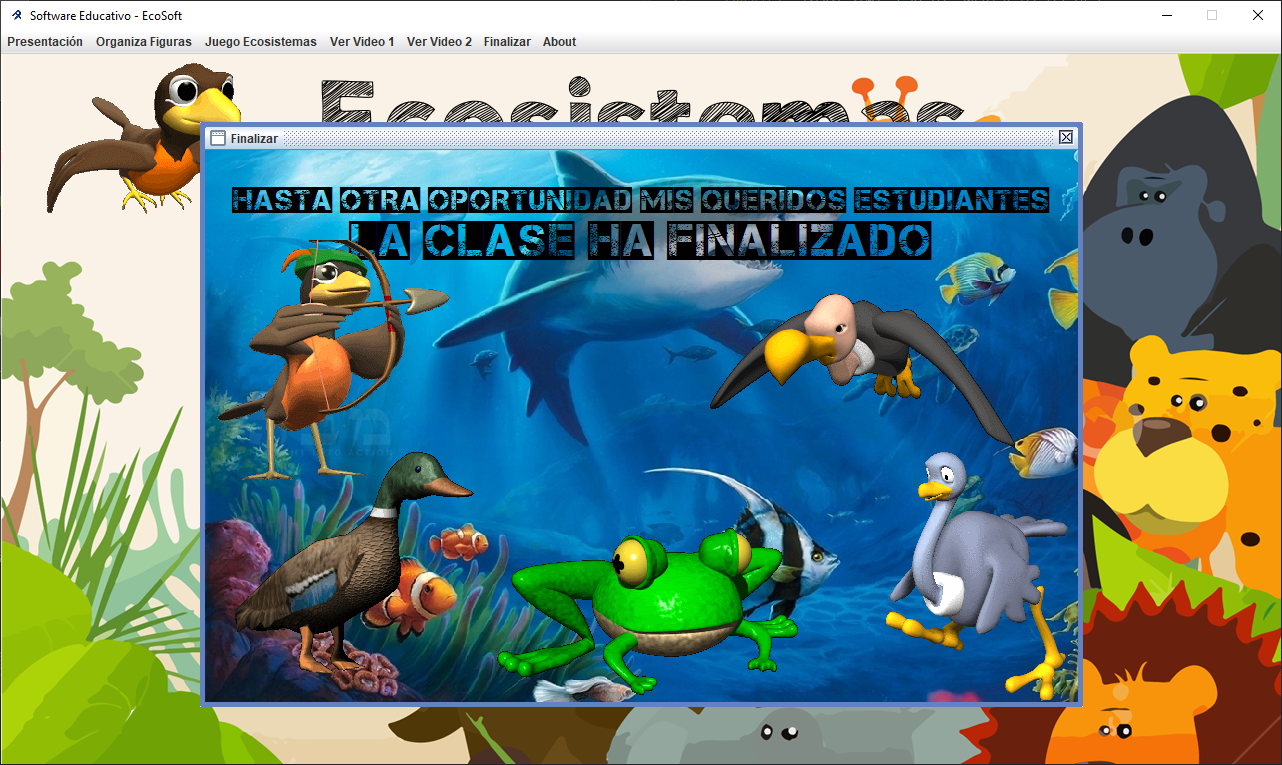 Software Educativo - EcoSoft
Presentación Organiza Figuras Juego Ecosistemas Ver Video 1 Ver Video 2 Finalizar About
Ecosistemas
Finalizar
HASTA OTRA OPORTUNIDAD MIS QUERIDOS ESTUDIANTES
LA CLASE HA FINALIZADO